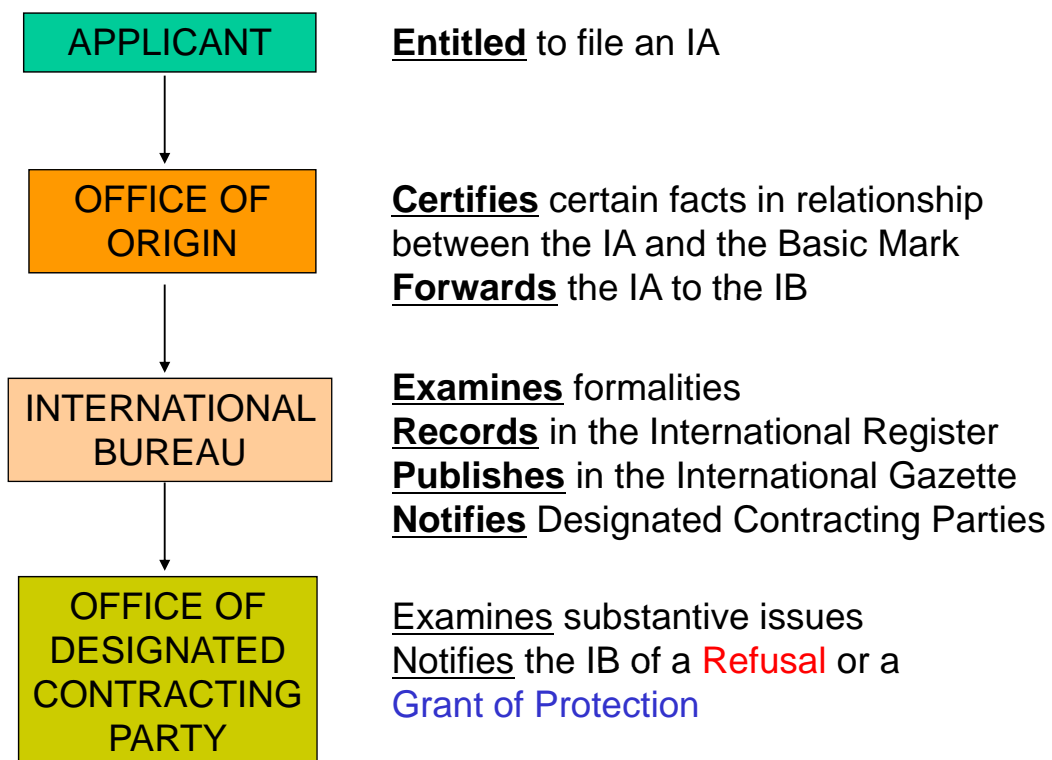 APPLICANT
Entitled to file an IA
OFFICE OF
ORIGIN
Certifies certain facts in relationship
between the IA and the Basic Mark
Forwards the IA to the IB
INTERNATIONAL
BUREAU
Examines formalities
Records in the International Register
Publishes in the International Gazette
Notifies Designated Contracting Parties
OFFICE OF
DESIGNATED
CONTRACTING
PARTY
Examines substantive issues
Notifies the IB of a Refusal or a
Grant of Protection